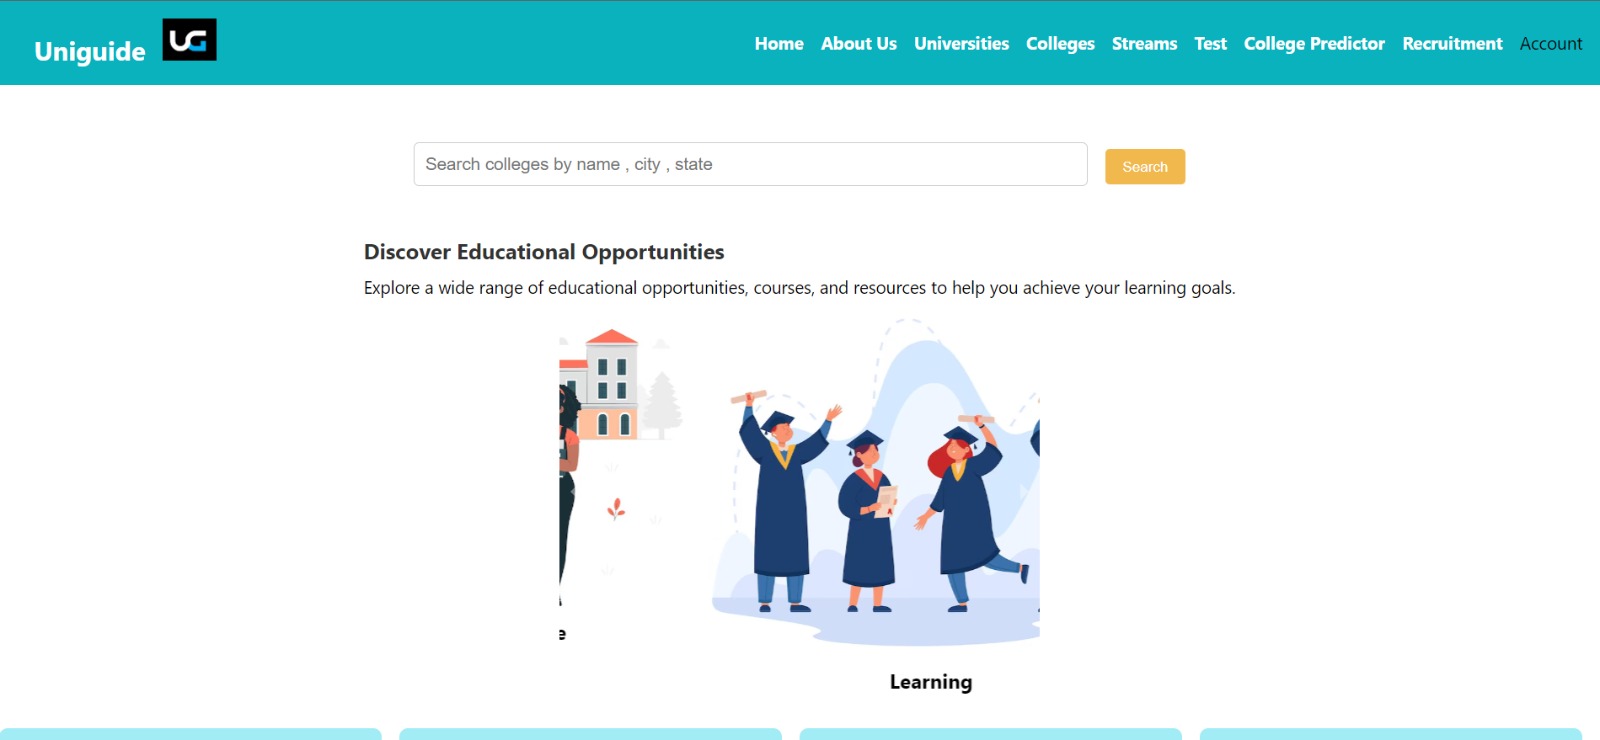 Uniguide
UG
Home About Us Universities Colleges Streams Test College Predictor Recruitment Account
Search colleges by name , city , state
Search
Discover Educational Opportunities
Explore a wide range of educational opportunities, courses, and resources to help you achieve your learning goals.
e
Learning